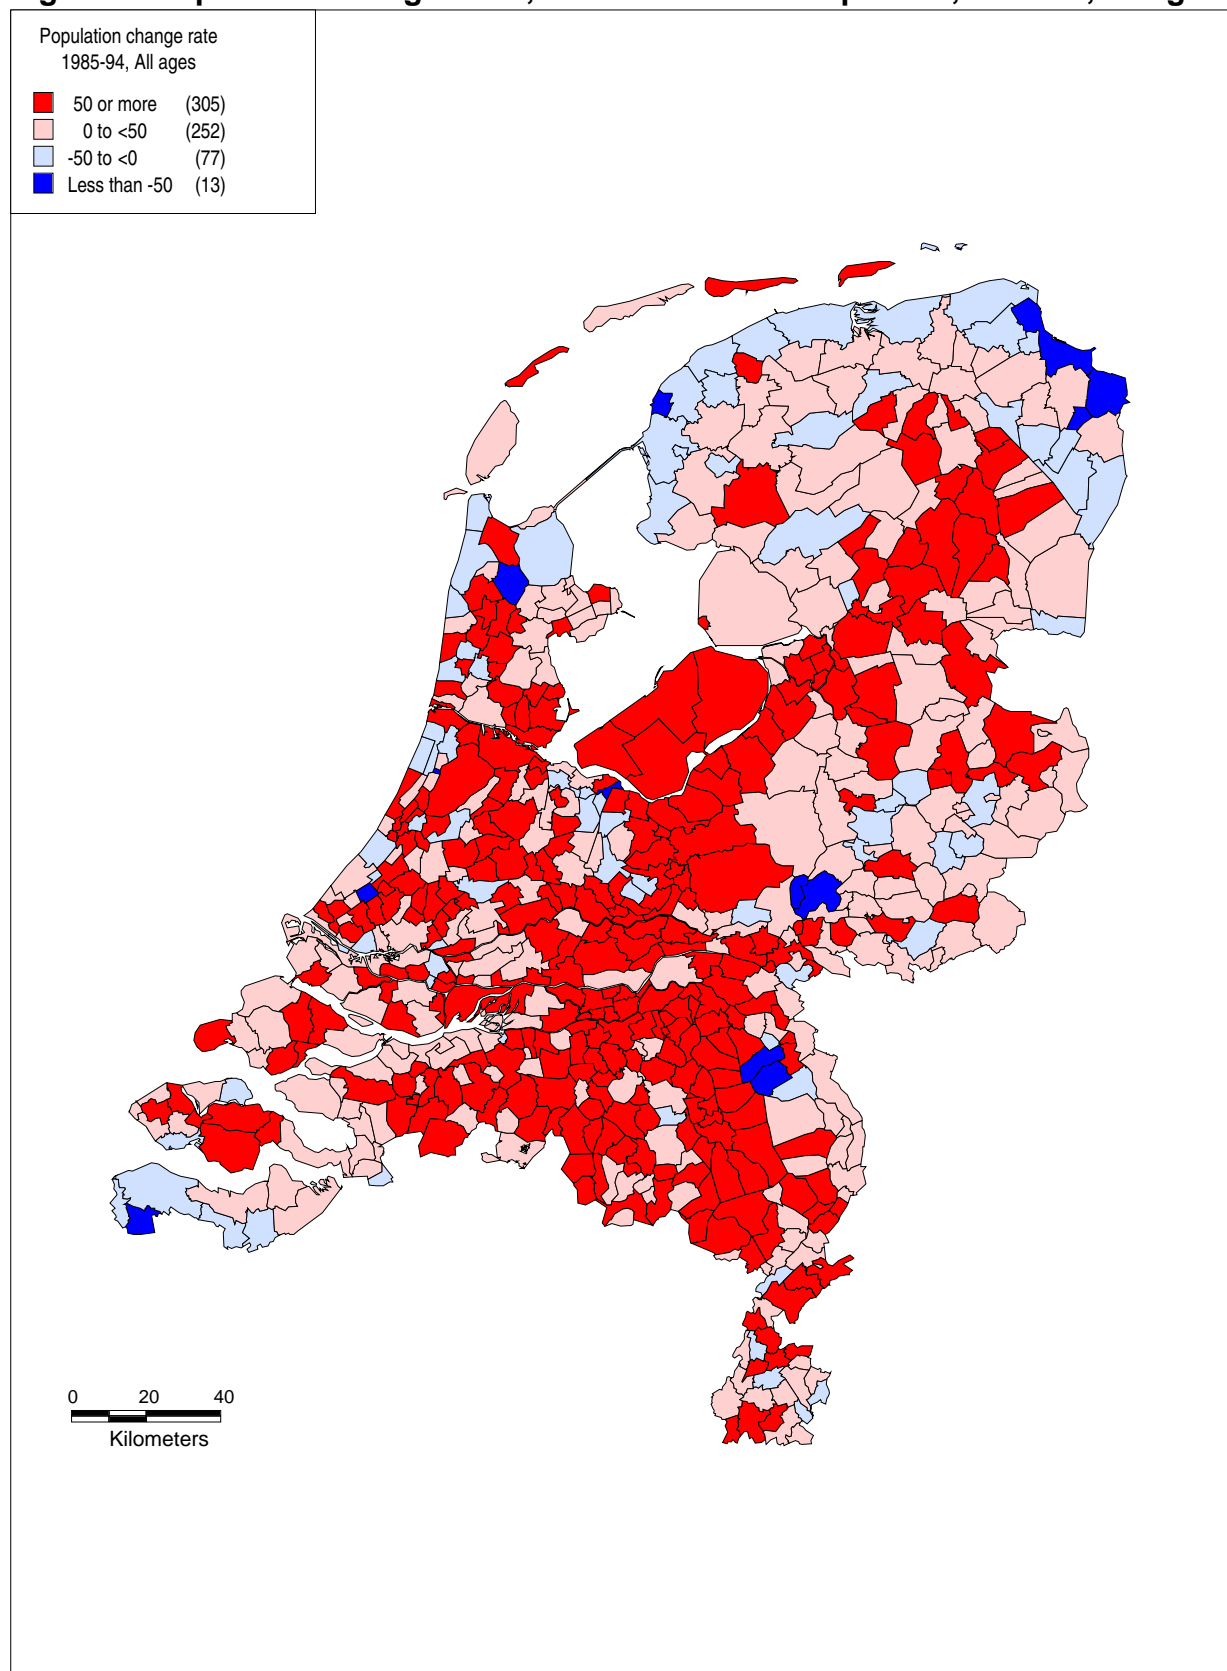 Population change rate
1985-94, All ages
50 or more (305)
0 to <50 (252)
-50 to <0 (77)
Less than -50 (13)
0 20 40
Kilometers